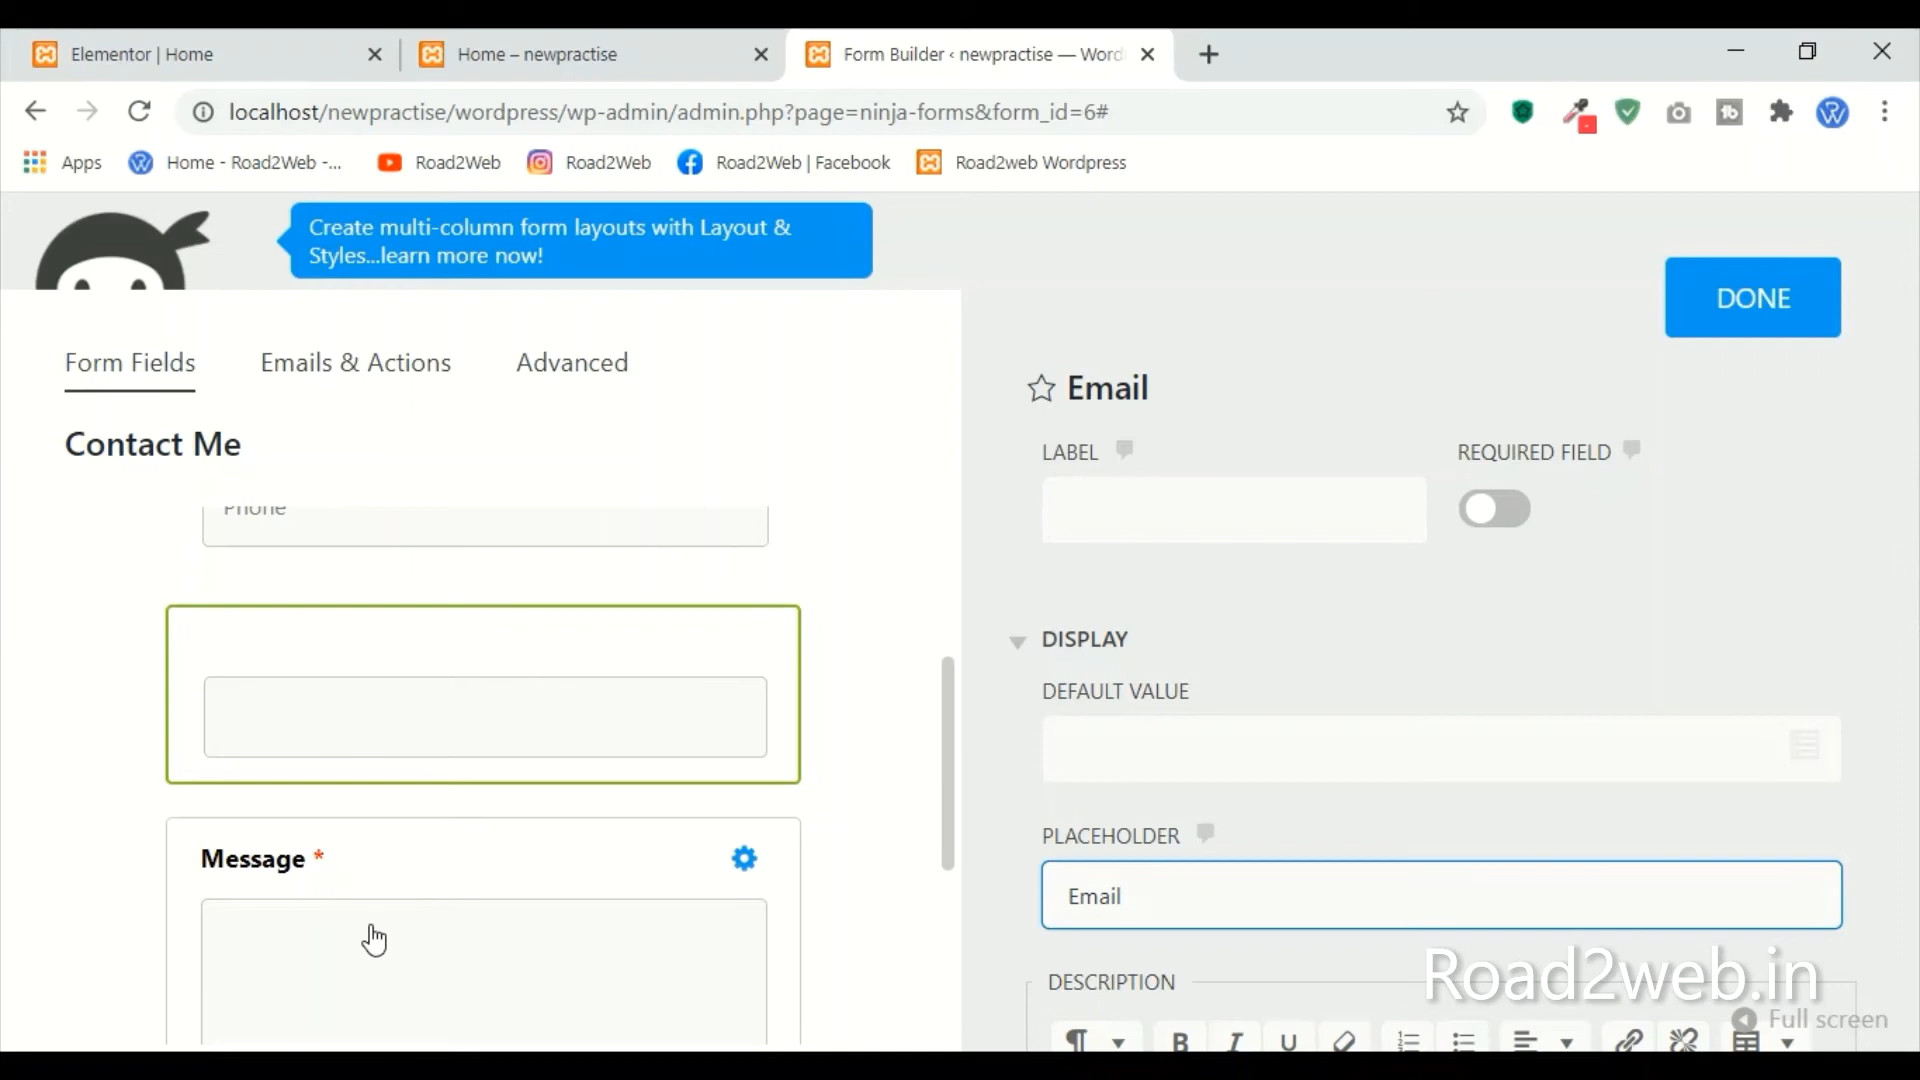 Elementor | Home
Home – newpractise
Form Builder ‹ newpractise — Word
localhost/newpractise/wordpress/wp-admin/admin.php?page=ninja-forms&form_id=6#
Apps
Home - Road2Web -...
Road2Web
Road2Web
Road2Web | Facebook
Road2web Wordpress
Create multi-column form layouts with Layout &
Styles...learn more now!
DONE
Form Fields
Emails & Actions
Advanced
Contact Me
Phone
Message *
Email
LABEL
REQUIRED FIELD
DISPLAY
DEFAULT VALUE
PLACEHOLDER
Email
DESCRIPTION
Road2web.in
Full screen